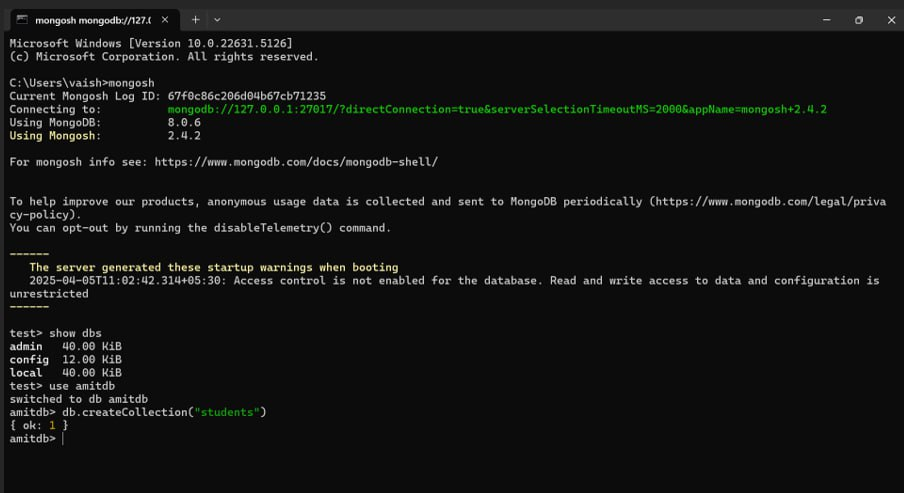 mongosh mongodb://127.(
Microsoft Windows [Version 10.0.22631.5126]
(c) Microsoft Corporation. All rights reserved.
C:\Users\vaish>mongosh
Current Mongosh Log ID: 67f0c86c206d04b67cb71235
Connecting to:          mongodb://127.0.0.1:27017/?directConnection=true&serverSelectionTimeoutMS=2000&appName=mongosh+2.4.2
Using MongoDB:          8.0.6
Using Mongosh:          2.4.2
For mongosh info see: https://www.mongodb.com/docs/mongodb-shell/
To help improve our products, anonymous usage data is collected and sent to MongoDB periodically (https://www.mongodb.com/legal/priva
cy-policy).
You can opt-out by running the disableTelemetry() command.
------
The server generated these startup warnings when booting
2025-04-05T11:02:42.314+05:30: Access control is not enabled for the database. Read and write access to data and configuration is
unrestricted
------
test> show dbs
admin   40.00 KiB
config  12.00 KiB
local   40.00 KiB
test> use amitdb
switched to db amitdb
amitdb> db.createCollection("students")
{ ok: 1 }
amitdb>